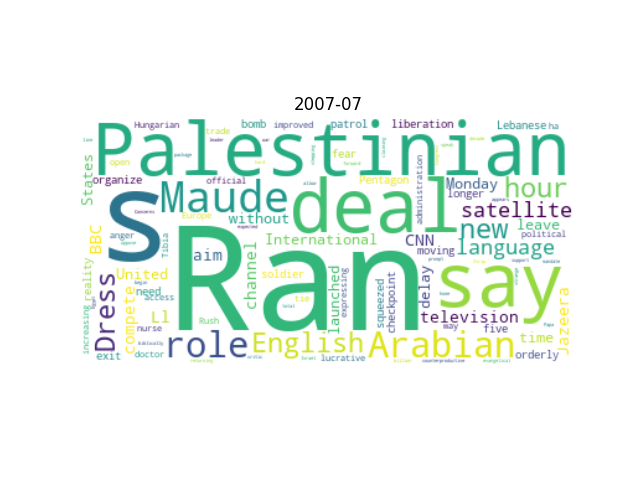 2007-07
Hungarian bomb improved patrol liberation Lebanese ha
trade
Palestinian
open fear
States organize official Pentagon administration Monday hour
s Maude deal longer satellite
without new leave
BBC anger Tibia Europe International CNN language political
aim channel moving
United soldier say
Dress compete need access Ran launched expressing squeezed checkpoint delay
increasing reality Ll tie television
nurse Rush way five Jazeera
role English Arabian time
exit doctor lucrative orderly
counterproductive evangelical